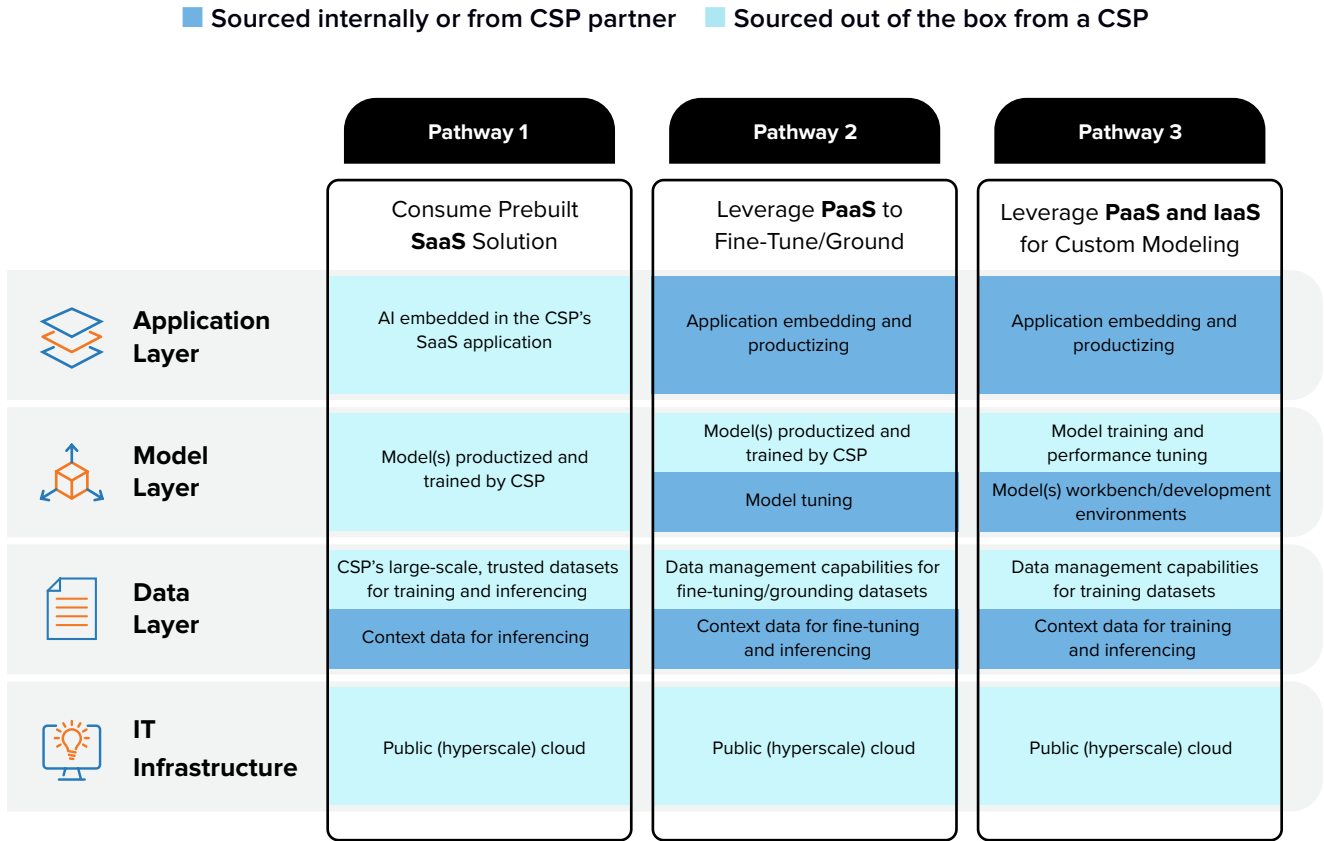 Sourced internally or from CSP partner
Sourced out of the box from a CSP
Pathway 1
Pathway 2
Pathway 3
Consume Prebuilt
SaaS Solution
Leverage PaaS to
Fine-Tune/Ground
Leverage PaaS and IaaS
for Custom Modeling
Application
Layer
AI embedded in the CSP's
SaaS application
Application embedding and
productizing
Application embedding and
productizing
Model
Layer
Model(s) productized and
trained by CSP
Model(s) productized and
trained by CSP
Model tuning
Model training and
performance tuning
Model(s) workbench/development
environments
Data
Layer
CSP's large-scale, trusted datasets
for training and inferencing
Context data for inferencing
Data management capabilities for
fine-tuning/grounding datasets
Context data for fine-tuning
and inferencing
Data management capabilities
for training datasets
Context data for training
and inferencing
IT
Infrastructure
Public (hyperscale) cloud
Public (hyperscale) cloud
Public (hyperscale) cloud